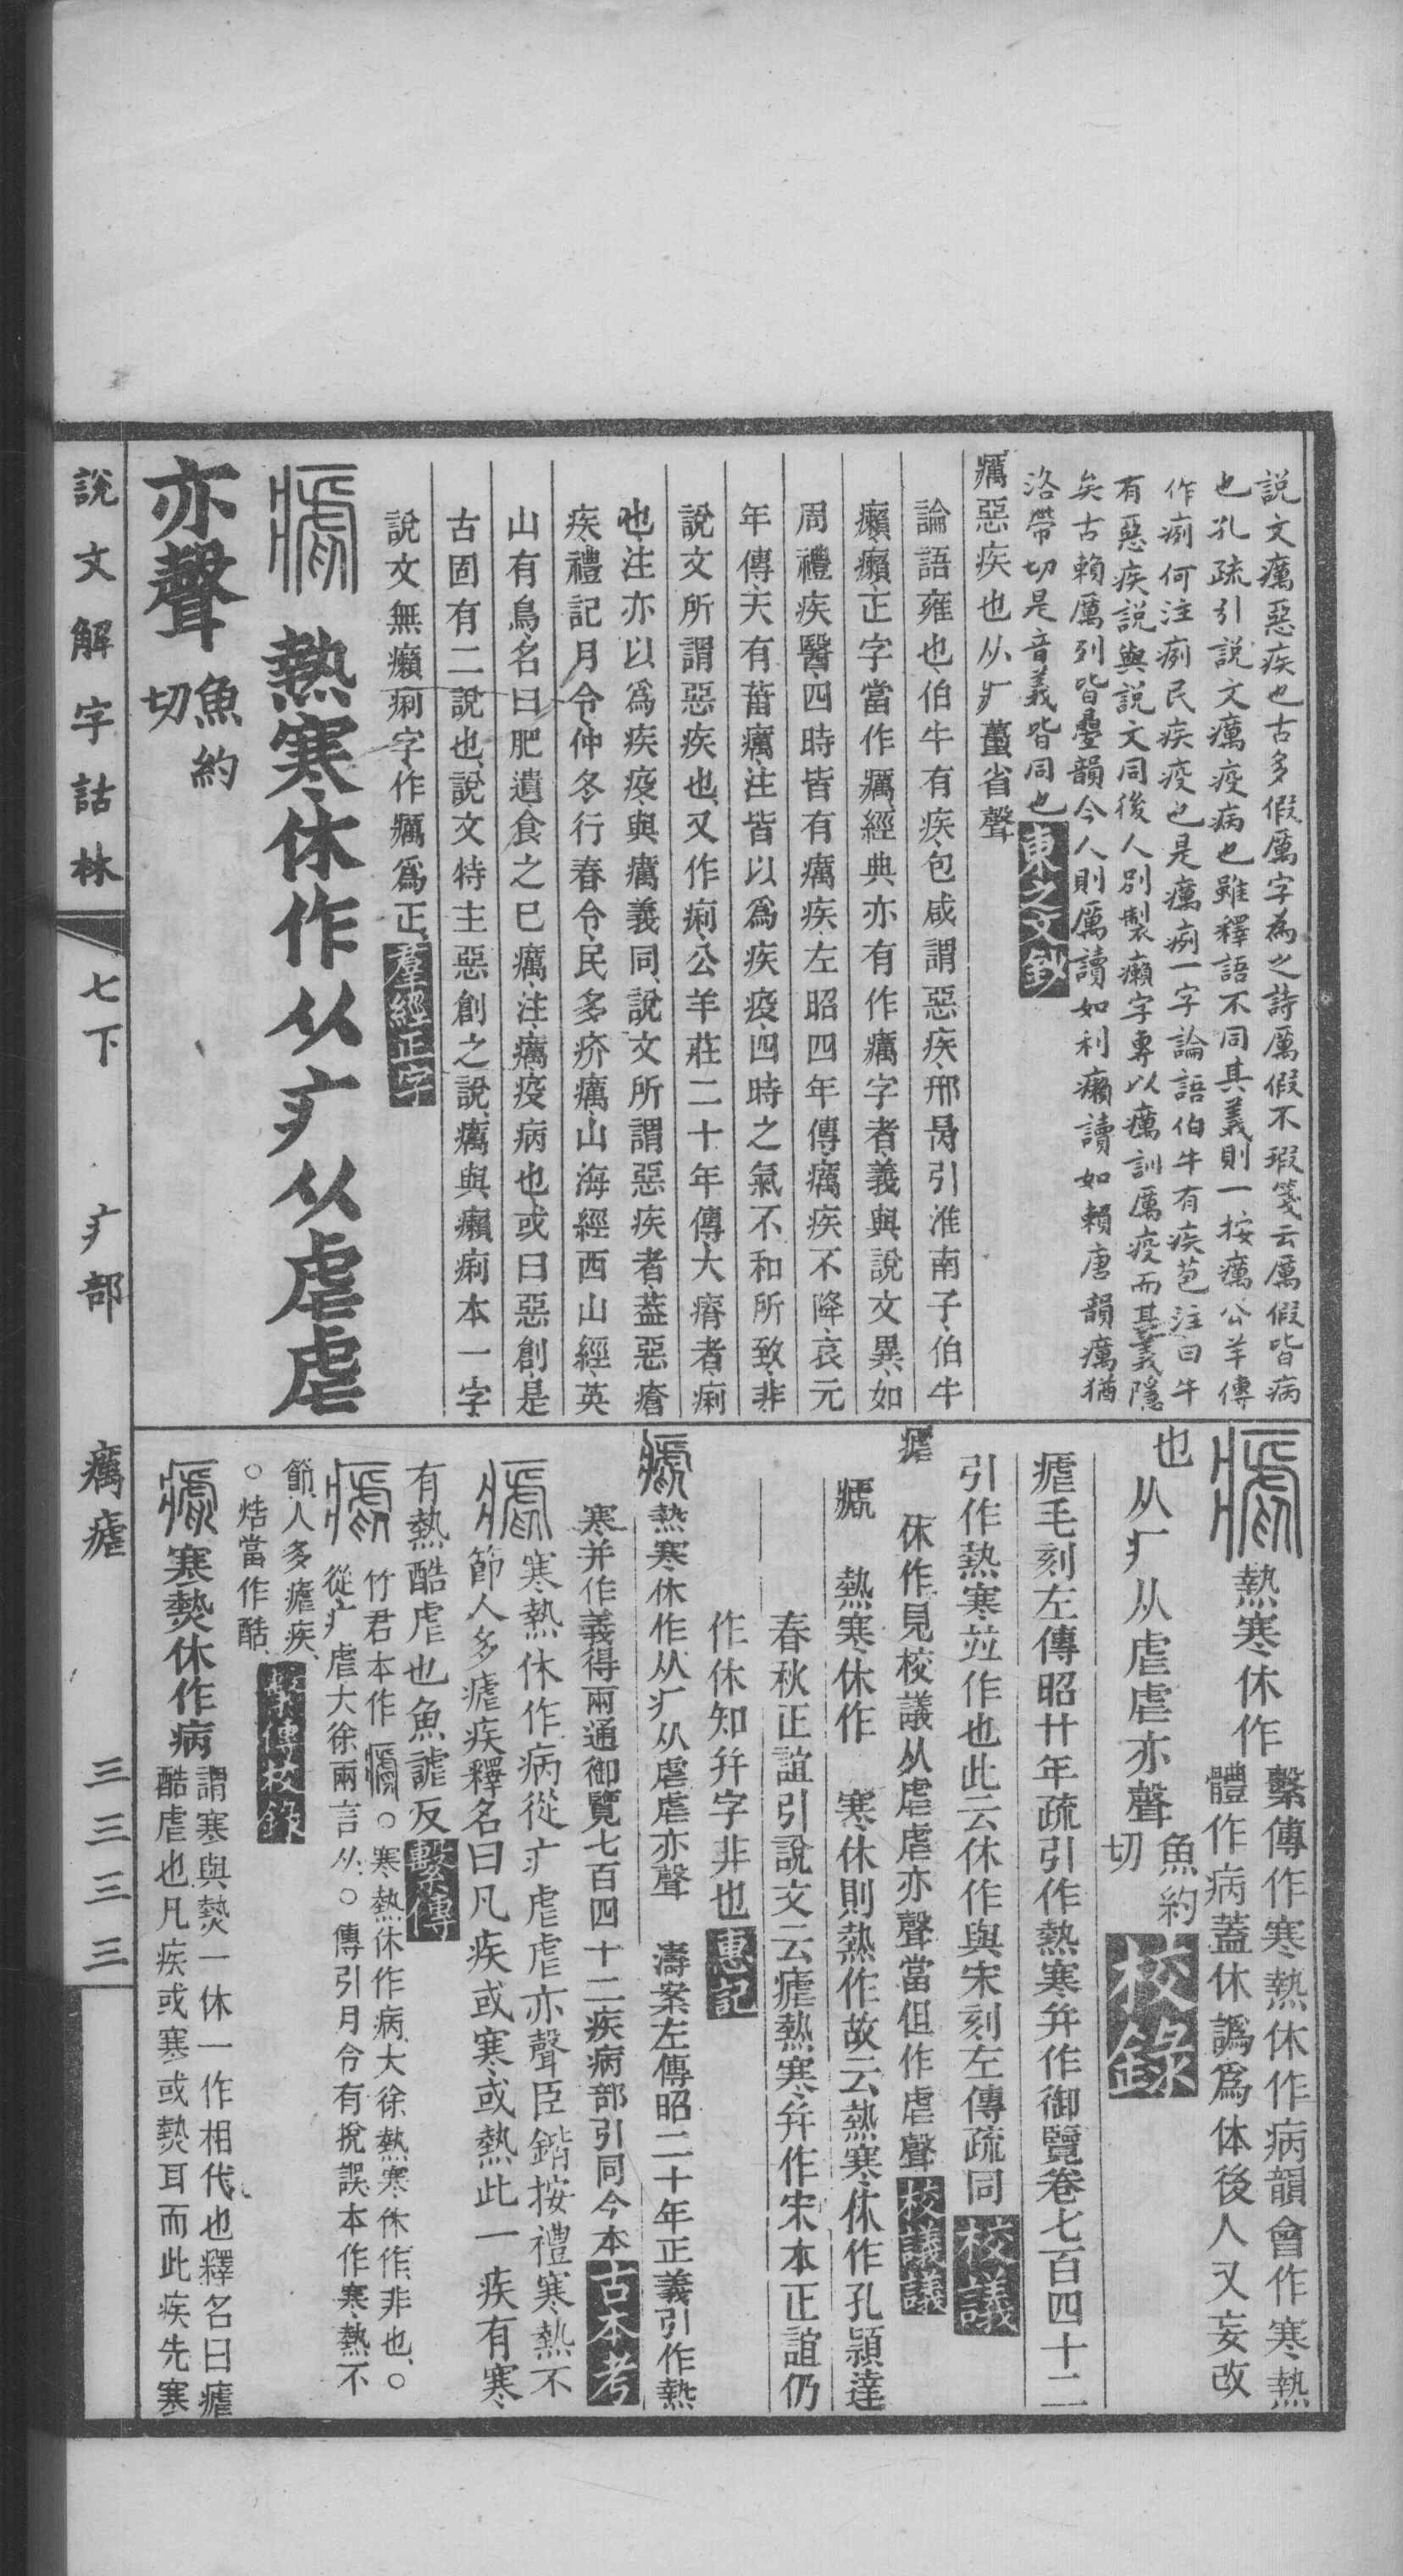 説文癘惡疾也古多假厲字為之詩厲假不瑕箋云厲假皆病
也孔疏引説文癘疫病也雖釋語不同其義則一按癘公羊傳
作㾐何注㾐民疾疫也是癘㾐一字論語伯牛有疾苞注曰牛
有惡疾説與説文同後人別製癩字專以癘訓厲疫而其義隱
矣古賴厲列皆疊韻今人則厲讀如利癩讀如賴唐韻癘猶
洛帶切是音義皆同也東之文鈔
癘惡疾也从疒蠆省聲
論語雍也伯牛有疾包咸謂惡疾邢昺引淮南子伯牛
癩癩正字當作癘經典亦有作癘字者義與說文異如
周禮疾醫四時皆有癘疾左昭四年傳癘疾不降哀元
年傳天有菑癘注皆以爲疾疫四時之氣不和所致非
說文所謂惡疾也又作痢公羊莊二十年傳大瘠者痢
也注亦以爲疾疫與癘義同說文所謂惡疾者蓋惡瘡
疾禮記月令仲冬行春令民多疥癘山海經西山經英
山有鳥名曰肥遺食之已癘注癘疫病也或曰惡創是
古固有二說也說文特主惡創之說癘與癩痢本一字
說文無癩痢字作癘爲正羣經正字
瘧 熱寒休作从疒从虐虐
亦聲魚約切
瘧熱寒休作繫傳作寒熱休作病韻會作寒熱體作病蓋休譌爲体後人又妄改
也从疒从虐虐亦聲魚約切校錄
瘧毛刻左傳昭廿年疏引作熱寒幷作御覽卷七百四十二
引作熱寒竝作也此云休作與宋刻左傳疏同校議
瘧 休作見校議从虐虐亦聲當但作虐聲校議議
瘧 熱寒休作 寒休則熱作故云熱寒休作孔頴達
春秋正誼引說文云瘧熱寒幷作宋本正誼仍
作休知幷字非也惠記
瘧熱寒休作从疒从虐虐亦聲 濤案左傳昭二十年正義引作熱
寒并作義得兩通御覽七百四十二疾病部引同今本古本考
瘧寒熱休作病從疒虐虐亦聲臣鍇按禮寒熱不節人多瘧疾釋名曰凡疾或寒或熱此一疾有寒
有熱酷虐也魚謔反繫傳
瘧竹君本作瘧○寒熱休作病大徐熱寒休作非也○從疒虐大徐兩言从○傳引月令有挩誤本作寒熱不
節人多瘧疾
○焅當作酷繫傳校錄
瘧寒𤍽休作病謂寒與𤍽一休一作相代也釋名曰瘧酷虐也凡疾或寒或𤍽耳而此疾先寒
說文解字詁林 七下 疒部 癘瘧 三三三三